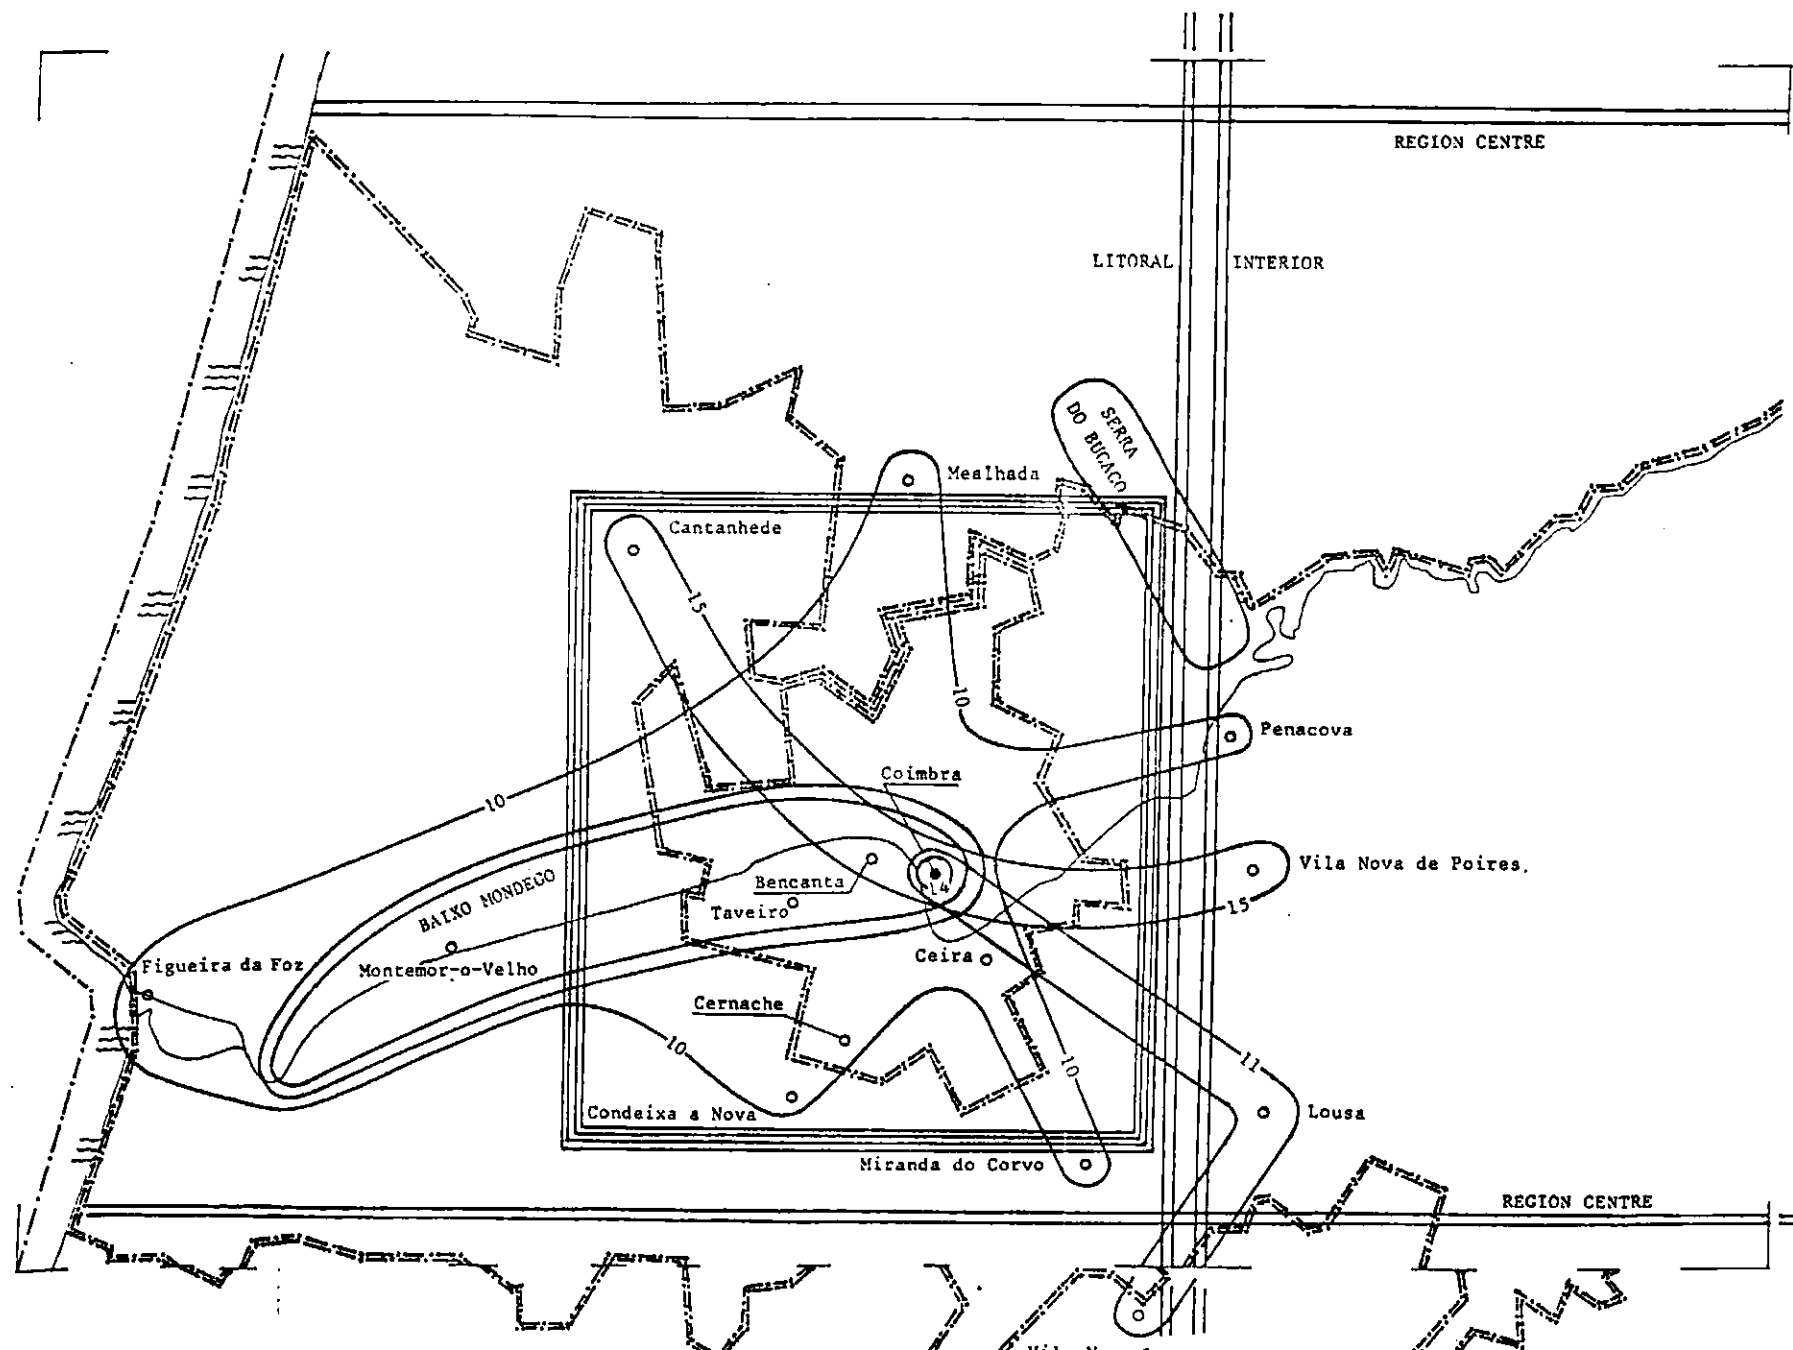 REGION CENTRE
LITORAL
INTERIOR
SERRA
DO BUCACO
Mealhada
Cantanhede
15
10
Penacova
Coimbra
10
Vila Nova de Poires.
BAIXO MONDEGO
Bencanta
14
Taveiro
15
Figueira da Foz
Montemor-o-Velho
Ceira
Cernache
10
10
11
Condeixa a Nova
Lousa
Miranda do Corvo
REGION CENTRE